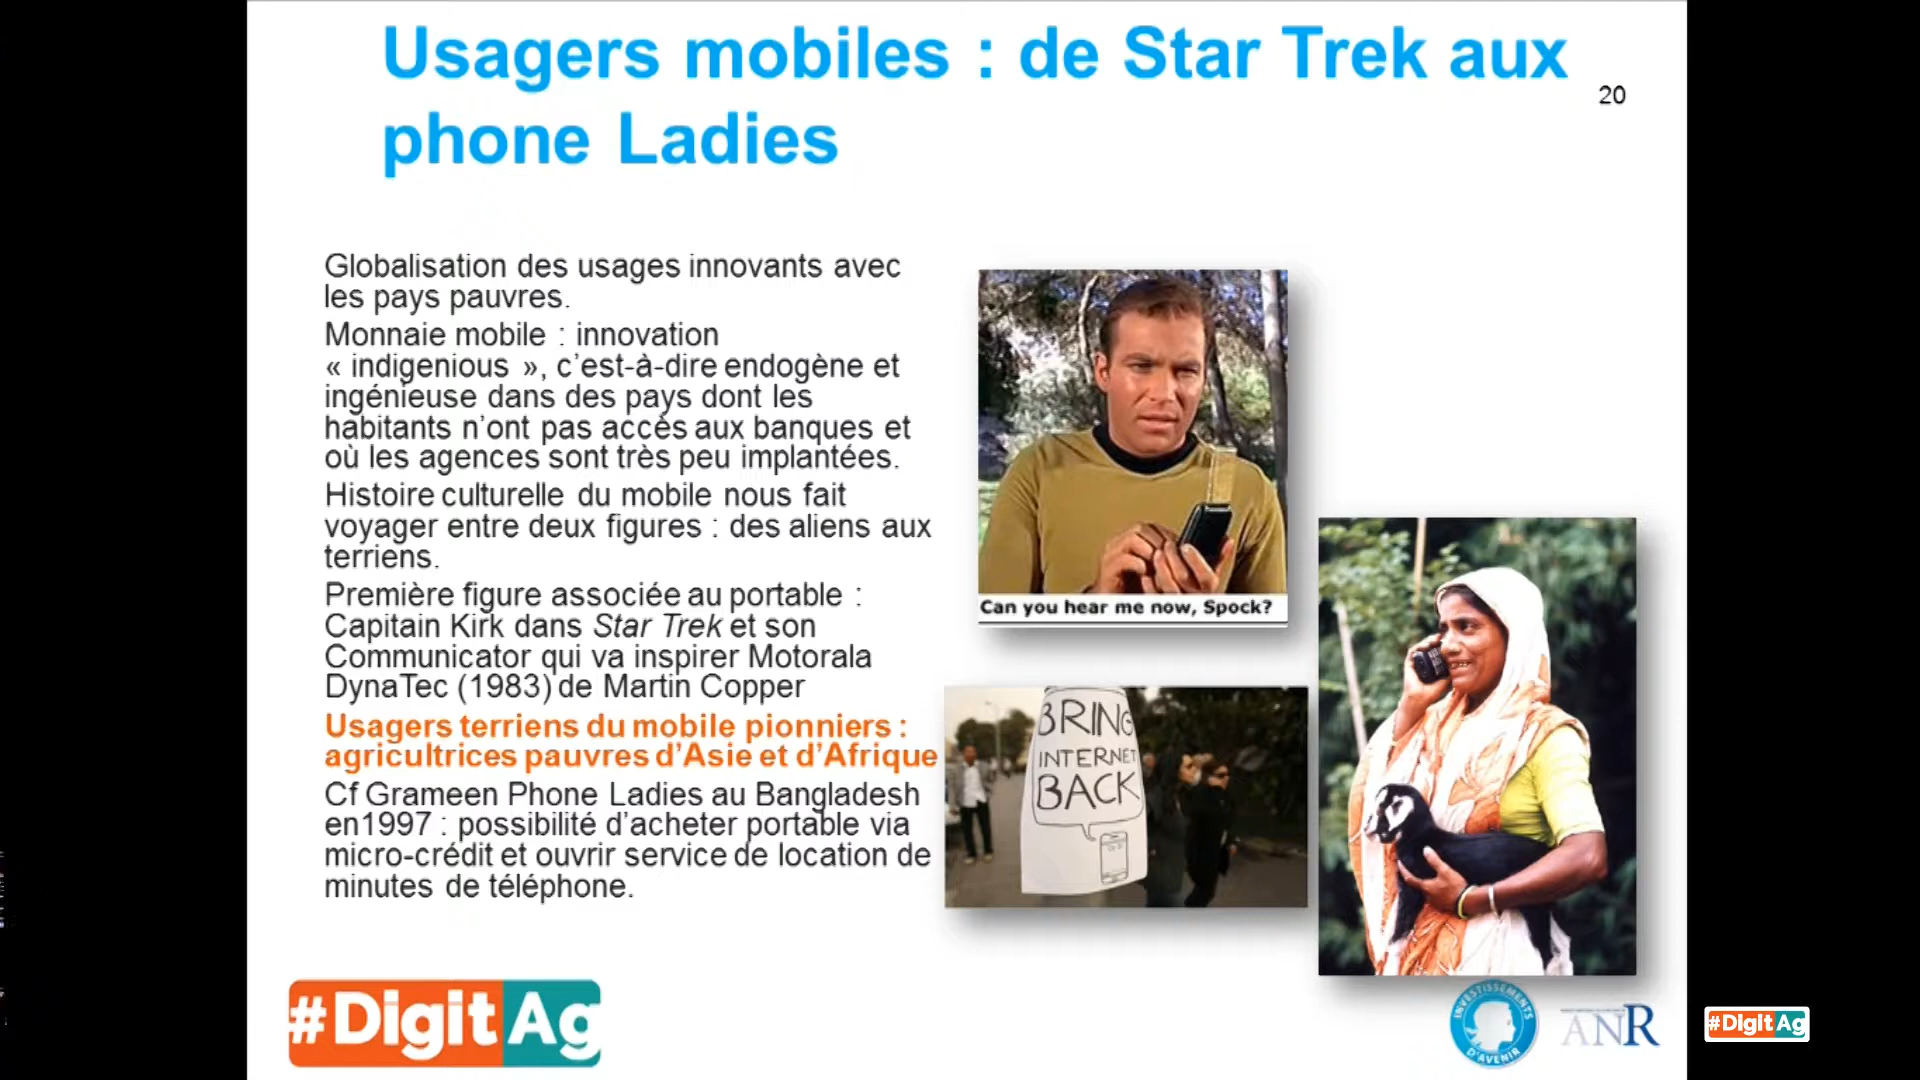 Usagers mobiles : de Star Trek aux
phone Ladies
20
Globalisation des usages innovants avec
les pays pauvres.
Monnaie mobile : innovation
« indigenious », c’est-à-dire endogène et
ingénieuse dans des pays dont les
habitants n’ont pas accès aux banques et
où les agences sont très peu implantées.
Histoire culturelle du mobile nous fait
voyager entre deux figures : des aliens aux
terriens.
Première figure associée au portable :
Capitain Kirk dans Star Trek et son
Communicator qui va inspirer Motorala
DynaTec (1983) de Martin Copper
Usagers terriens du mobile pionniers :
agricultrices pauvres d’Asie et d’Afrique
Cf Grameen Phone Ladies au Bangladesh
en1997 : possibilité d’acheter portable via
micro-crédit et ouvrir service de location de
minutes de téléphone.
Can you hear me now, Spock?
BRING
INTERNET
BACK
#DigitAg
INVESTISSEMENTS
D'AVENIR
ANR
#DigitAg